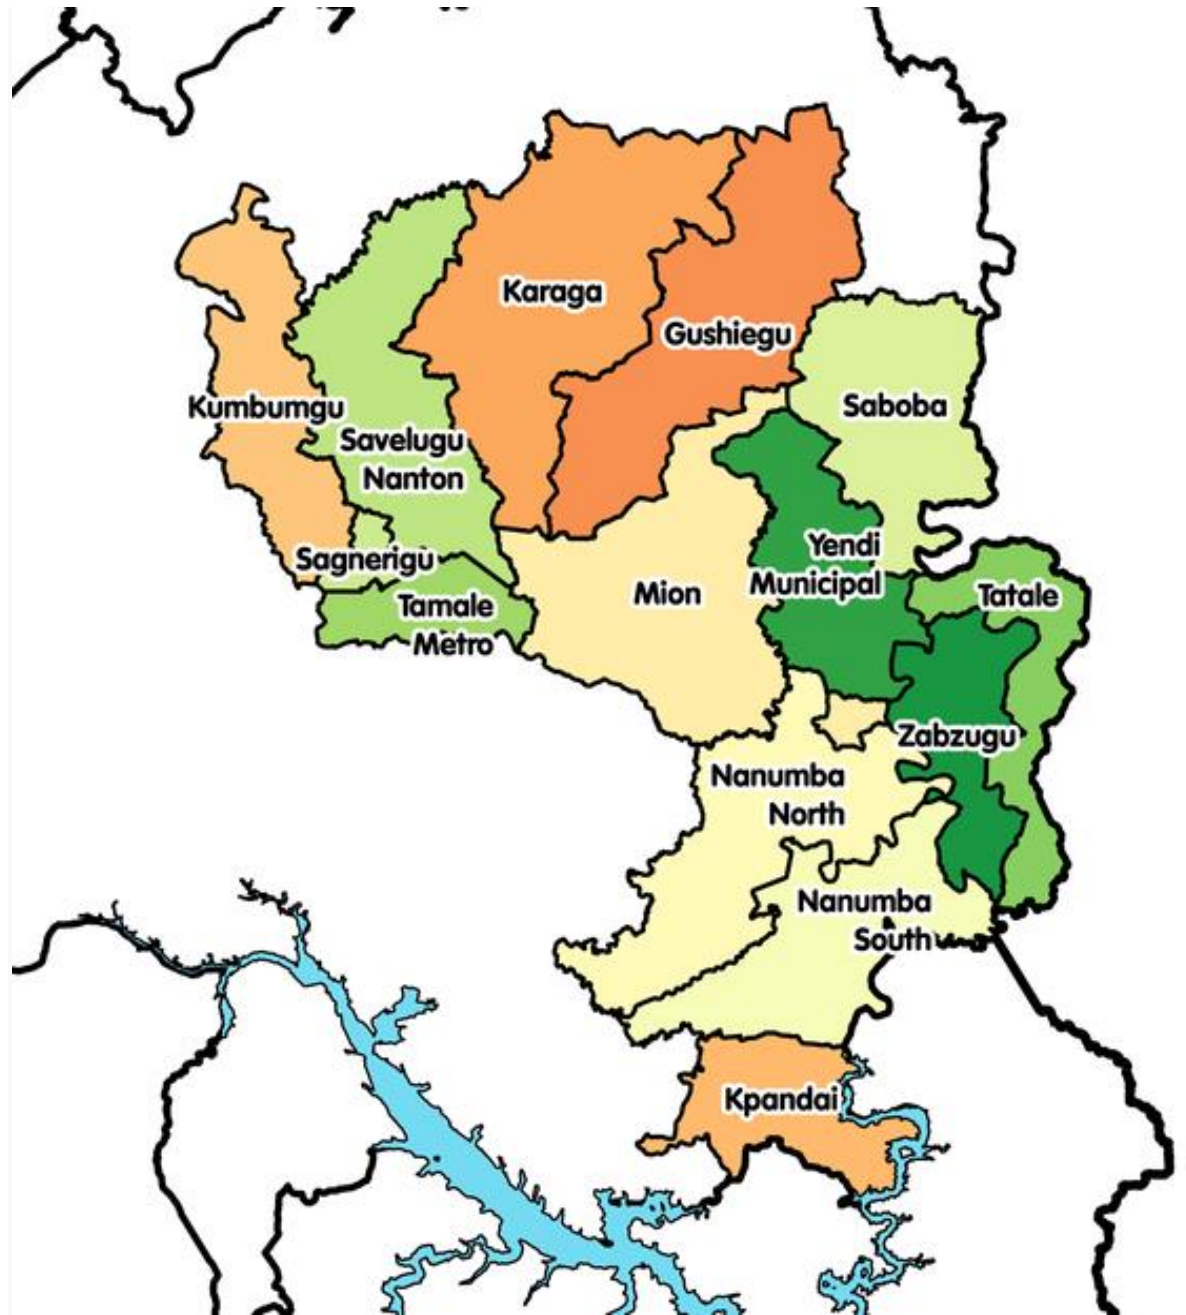 Karaga
Gushiegu
Saboba
Kumbumgu
Savelugu
Nanton
Sagnerigu
Yendi
Municipal
Mion
Tatale
Tamale
Metro
Zabzugu
Nanumba
North
Nanumba
South
Kpandai